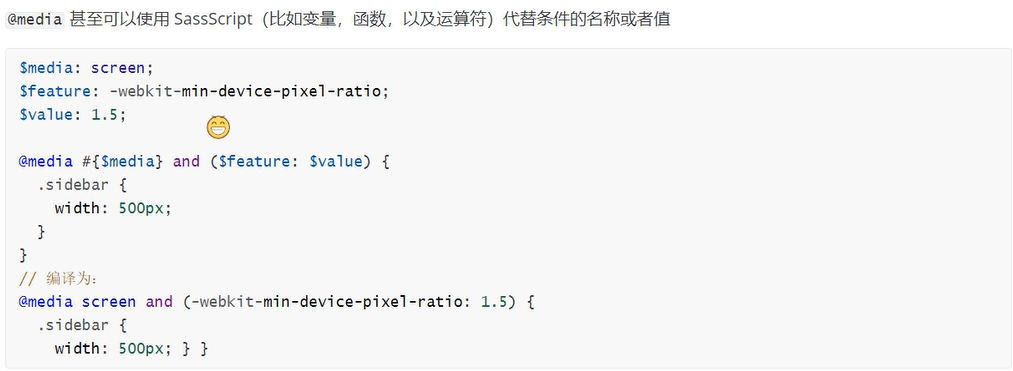 @media 甚至可以使用 SassScript（比如变量，函数，以及运算符）代替条件的名称或者值
$media: screen;
$feature: -webkit-min-device-pixel-ratio;
$value: 1.5;
@media #{$media} and ($feature: $value) {
  .sidebar {
    width: 500px;
  }
}
// 编译为：
@media screen and (-webkit-min-device-pixel-ratio: 1.5) {
  .sidebar {
    width: 500px; } }